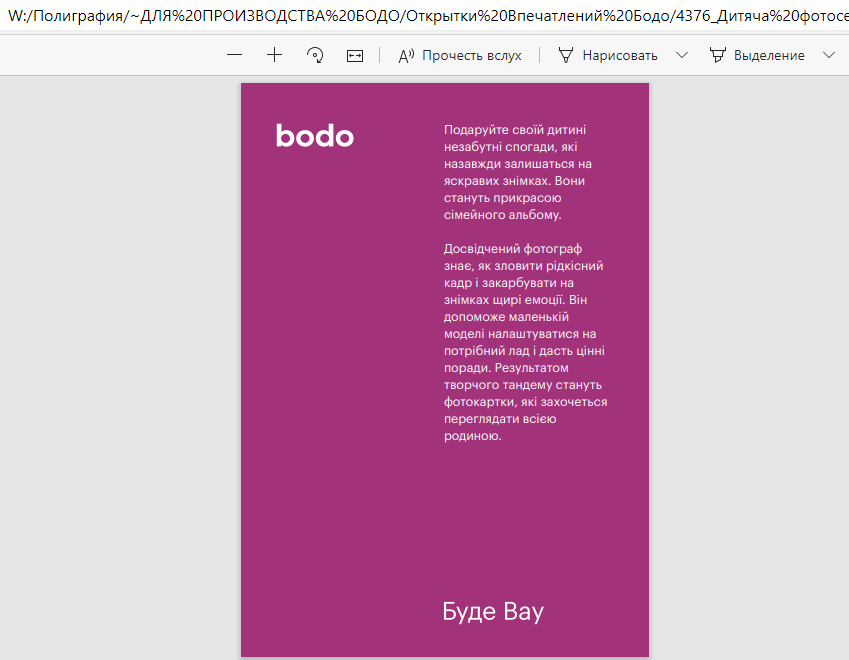 W:/Полиграфия/~ДЛЯ%20ПРОИЗВОДСТВА%20БОДО/Открытки%20Впечатлений%20Бодо/4376_Дитяча%20фотосе
Прочесть вслух
Нарисовать
Выделение
bodo
Подаруйте своїй дитині
незабутні спогади, які
назавжди залишаться на
яскравих знімках. Вони
стануть прикрасою
сімейного альбому.
Досвідчений фотограф
знає, як зловити рідкісний
кадр і закарбувати на
знімках щирі емоції. Він
допоможе маленькій
моделі налаштуватися на
потрібний лад і дасть цінні
поради. Результатом
творчого тандему стануть
фотокартки, які захочеться
переглядати всією
родиною.
Буде Вау